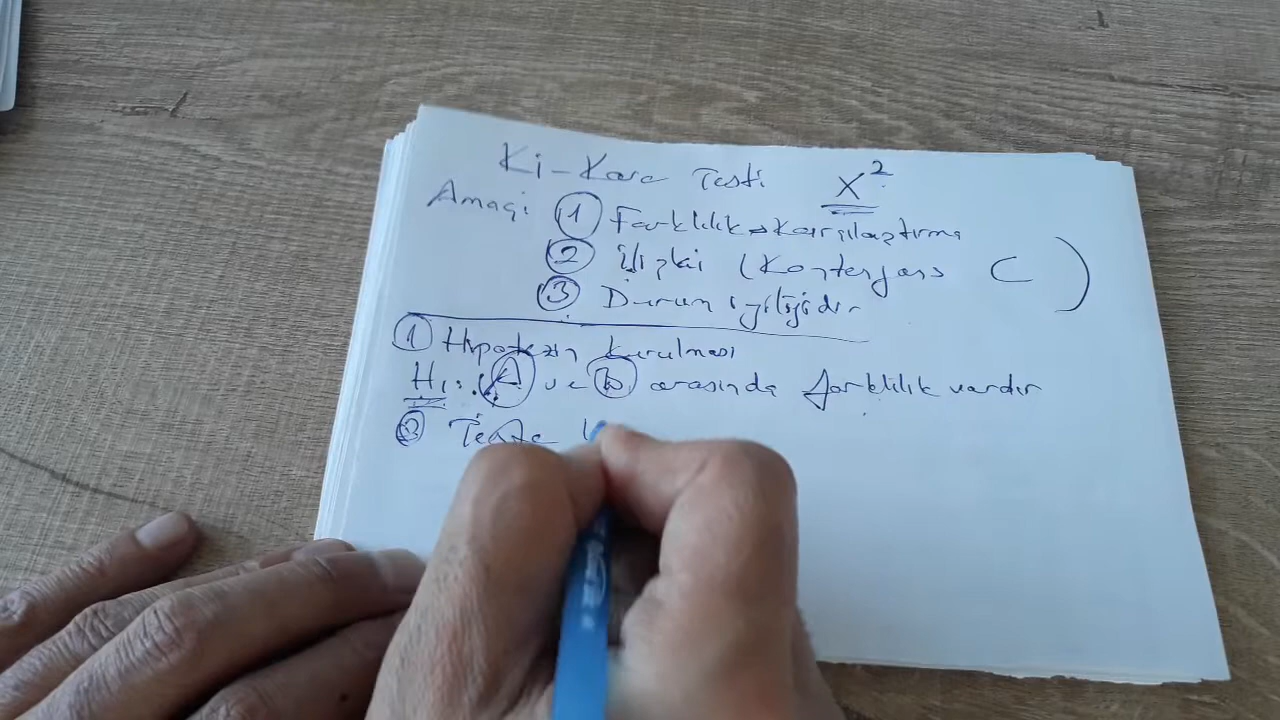 Ki-Kare Testi X²
Amaçı ① Farklılık → Karşılaştırma
② İlişki (Kontenjans C )
③ Durum iyiliğidir
① Hipotezin kurulması
H₁: A ve b arasında farklılık vardır
②